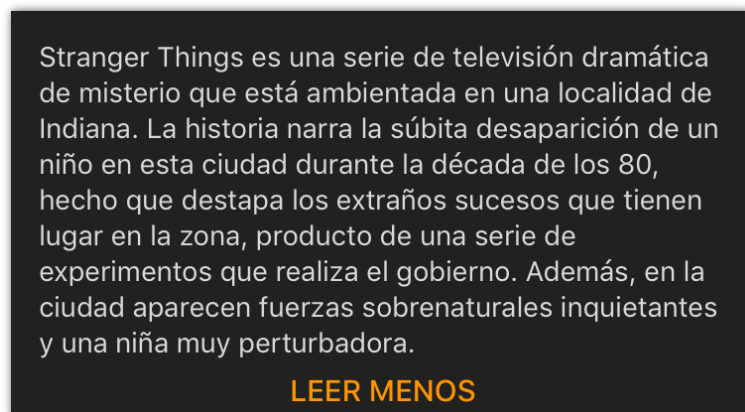 Stranger Things es una serie de televisión dramática
de misterio que está ambientada en una localidad de
Indiana. La historia narra la súbita desaparición de un
niño en esta ciudad durante la década de los 80,
hecho que destapa los extraños sucesos que tienen
lugar en la zona, producto de una serie de
experimentos que realiza el gobierno. Además, en la
ciudad aparecen fuerzas sobrenaturales inquietantes
y una niña muy perturbadora.
LEER MENOS